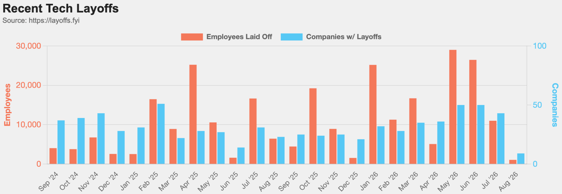 Recent Tech Layoffs
Source: https://layoffs.fyi
Employees Laid Off Companies w/ Layoffs
30,000
20,000
10,000
0
Employees
100
50
0
Companies
Sep '24
Oct '24
Nov '24
Dec '24
Jan '25
Feb '25
Mar '25
Apr '25
May '25
Jun '25
Jul '25
Aug '25
Sep '25
Oct '25
Nov '25
Dec '25
Jan '26
Feb '26
Mar '26
Apr '26
May '26
Jun '26
Jul '26
Aug '26